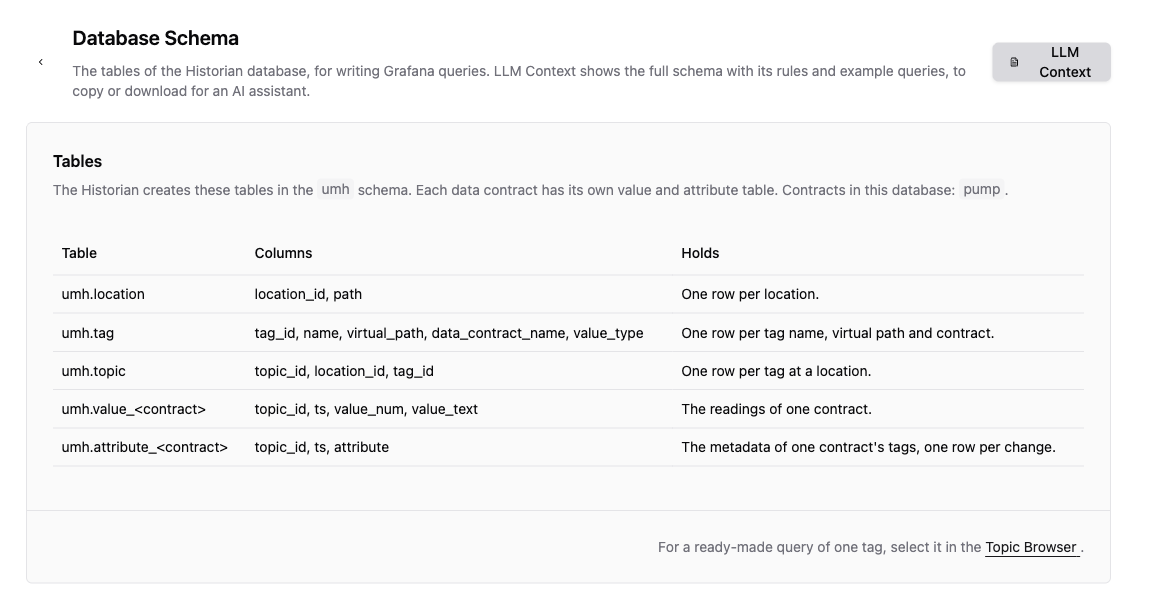 Database Schema
The tables of the Historian database, for writing Grafana queries. LLM Context shows the full schema with its rules and example queries, to
copy or download for an AI assistant.
LLM
Context
Tables
The Historian creates these tables in the umh schema. Each data contract has its own value and attribute table. Contracts in this database: pump .
Table Columns Holds
umh.location location_id, path One row per location.
umh.tag tag_id, name, virtual_path, data_contract_name, value_type One row per tag name, virtual path and contract.
umh.topic topic_id, location_id, tag_id One row per tag at a location.
umh.value_<contract> topic_id, ts, value_num, value_text The readings of one contract.
umh.attribute_<contract> topic_id, ts, attribute The metadata of one contract's tags, one row per change.
For a ready-made query of one tag, select it in the Topic Browser .